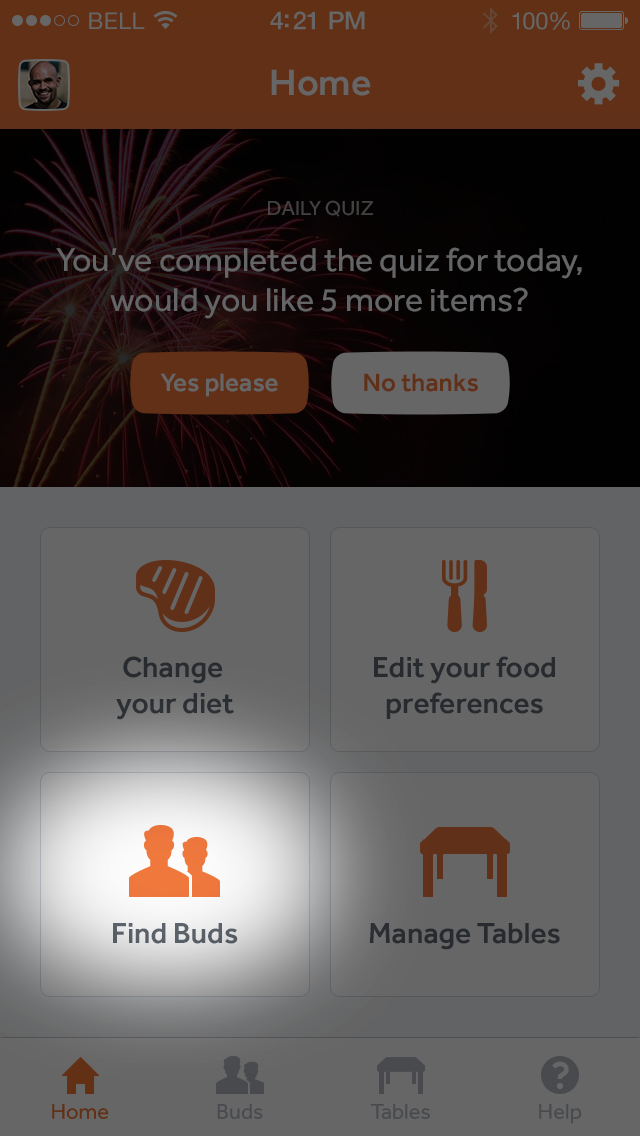 BELL 4:21 PM 100%
Home
DAILY QUIZ
You've completed the quiz for today,
would you like 5 more items?
Yes please No thanks
Change
your diet
Edit your food
preferences
Find Buds
Manage Tables
Home Buds Tables Help